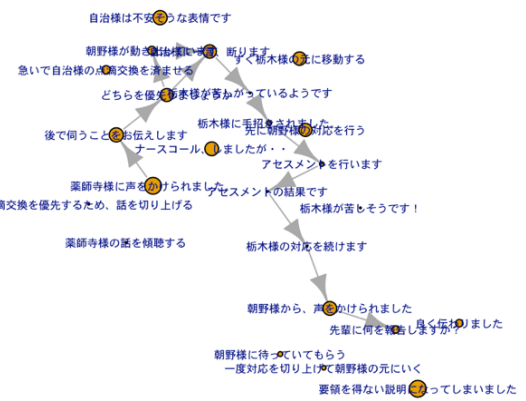 自治様は不安そうな表情です
朝野様が動き出
います、断ります
すぐ栃木様の元に移動する
急いで自治様の点滴交換を済ませる
どちらを優先
栃木様が苦しがっているようです
栃木様に手招きされました
先に朝野様の対応を行う
後で伺うことをお伝えします
ナースコール、しましたが・・
アセスメントを行います
薬師寺様に声をかけられました
アセスメントの結果です
滴交換を優先するため、話を切り上げる
栃木様が苦しそうです！
薬師寺様の話を傾聴する
栃木様の対応を続けます
朝野様から、声をかけられました
良く伝わりました
先輩に何を報告しますか？
朝野様に待っていてもらう
一度対応を切り上げて朝野様の元にいく
要領を得ない説明になってしまいました